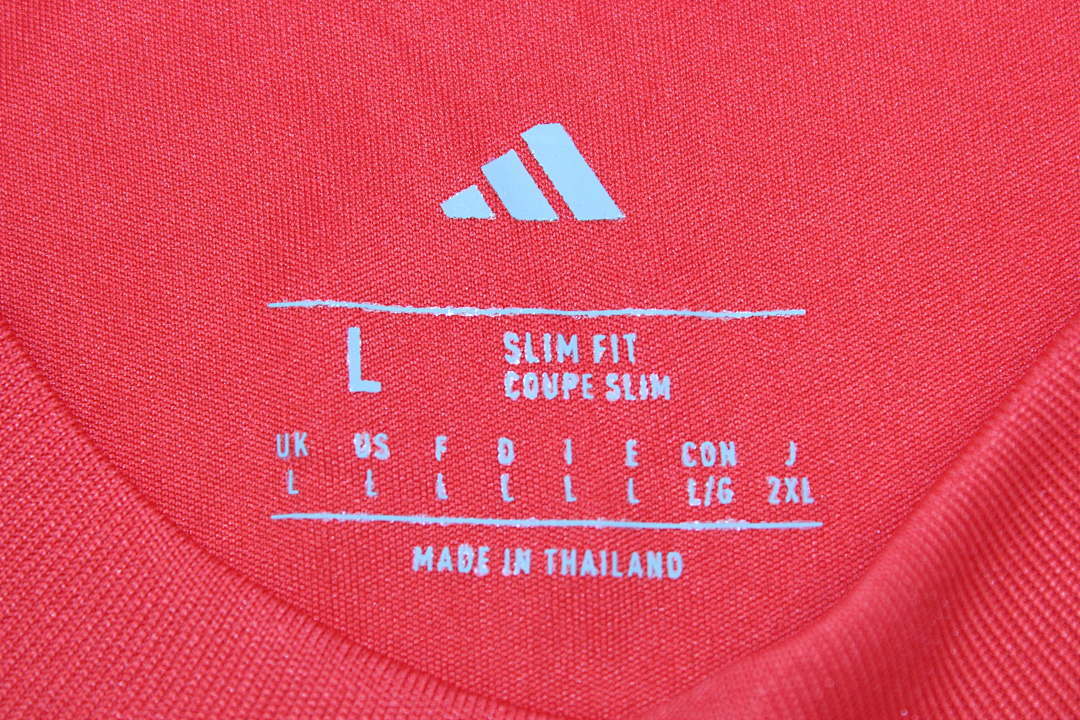 L
SLIM FIT
COUPE SLIM
UK US F D I E CON J
L L L L L L L/G 2XL
MADE IN THAILAND